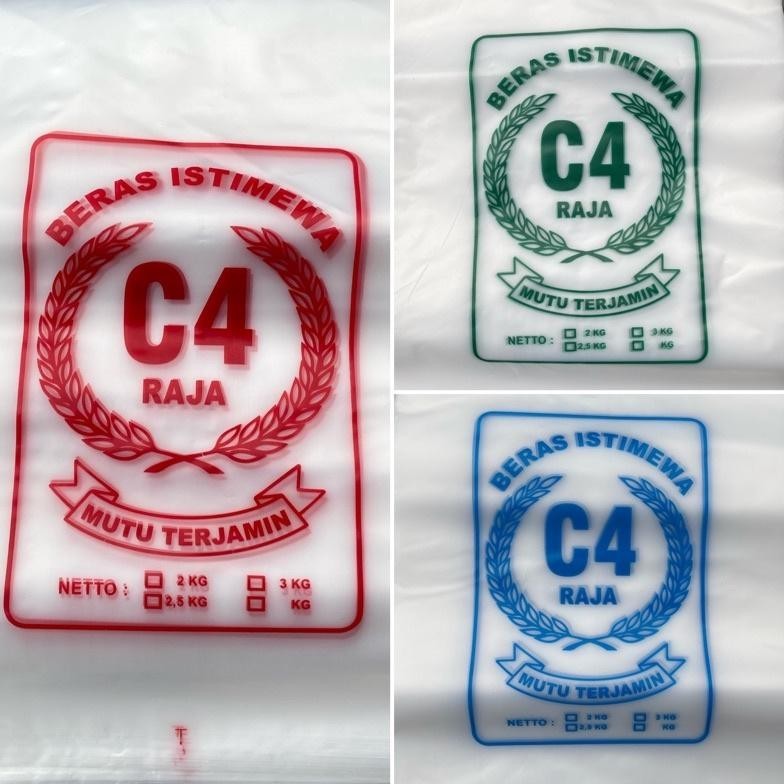 BERAS ISTIMEWA
C4
RAJA
MUTU TERJAMIN
NETTO : 2 KG 3 KG
2,5 KG KG
BERAS ISTIMEWA
C4
RAJA
MUTU TERJAMIN
NETTO : 2 KG 3 KG
2,5 KG KG
BERAS ISTIMEWA
C4
RAJA
MUTU TERJAMIN
NETTO : 2 KG 3 KG
2,5 KG KG